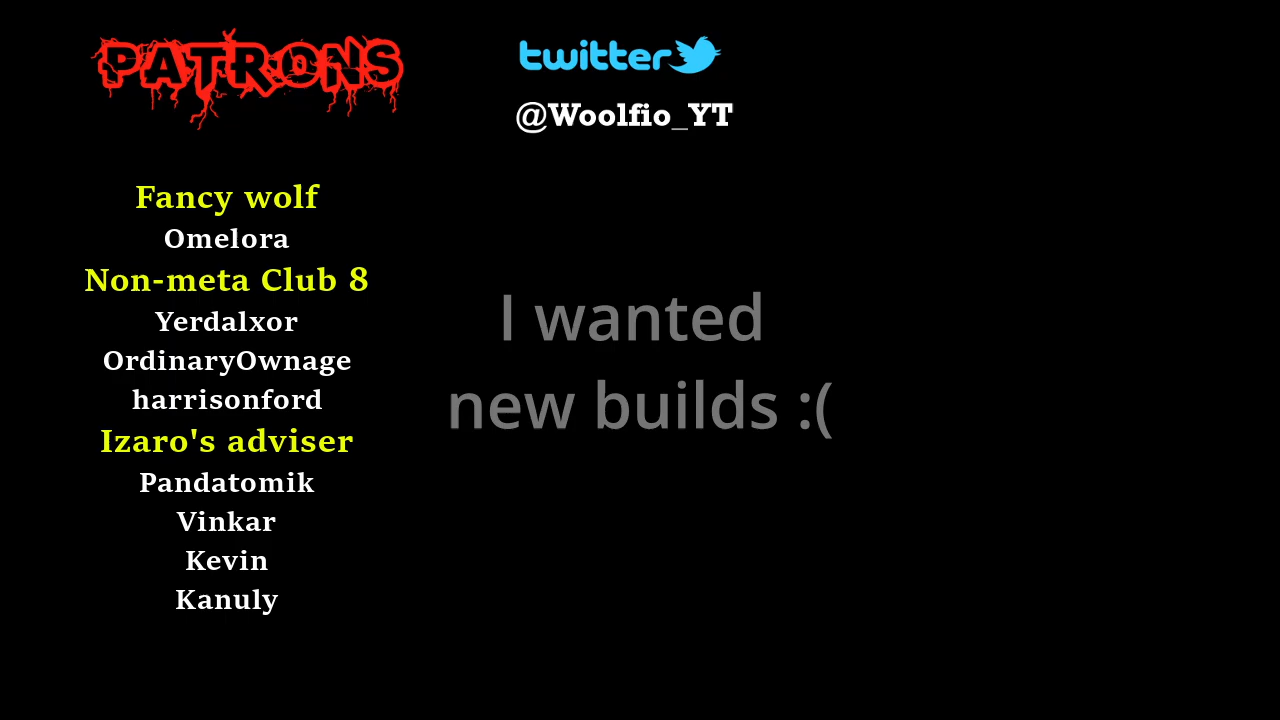 PATRONS
twitter
@Woolfio_YT
Fancy wolf
Omelora
Non-meta Club 8
Yerdalxor
OrdinaryOwnage
harrisonford
Izaro's adviser
Pandatomik
Vinkar
Kevin
Kanuly
I wanted
new builds :(